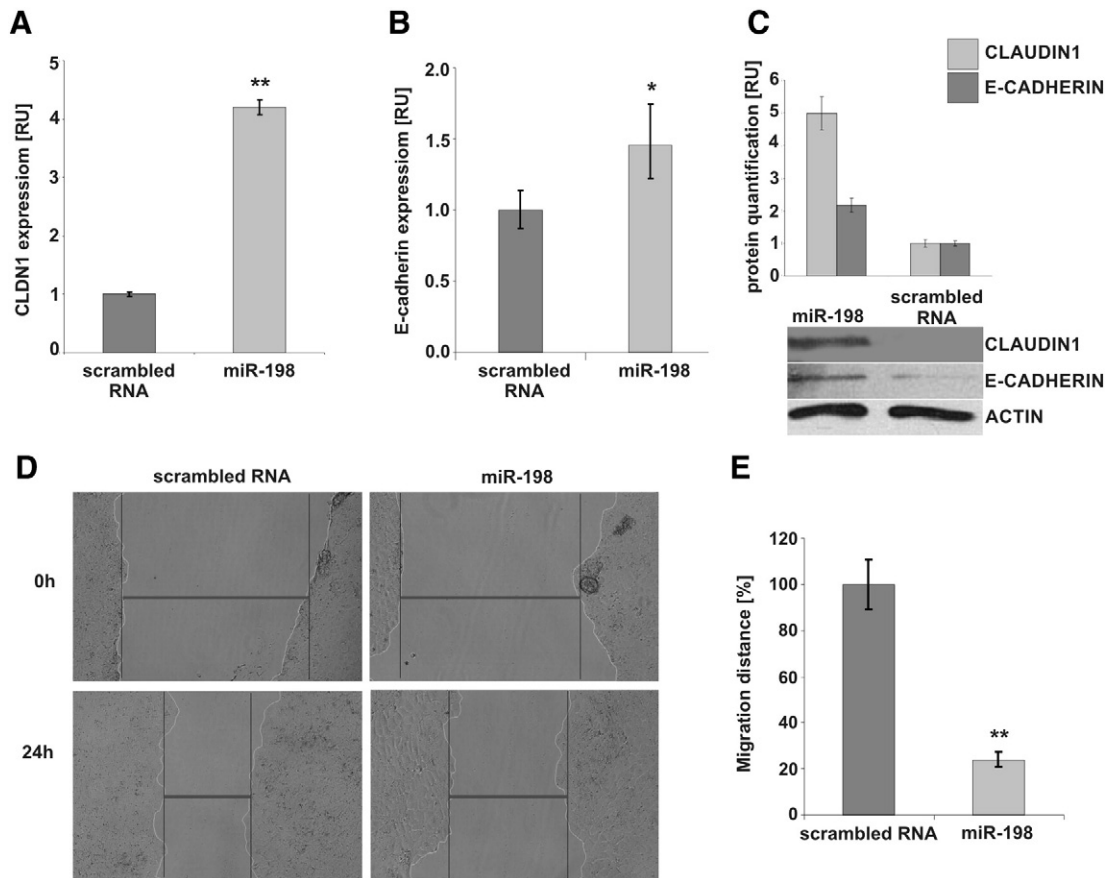 A
CLDN1 expressiom [RU]
5
4
3
2
1
0
**
scrambled
RNA
miR-198
B
E-cadherin expressiom [RU]
2.0
1.5
1.0
0.5
0.0
*
scrambled
RNA
miR-198
C
CLAUDIN1
E-CADHERIN
protein quantification [RU]
6
5
4
3
2
1
0
miR-198
scrambled
RNA
CLAUDIN1
E-CADHERIN
ACTIN
D
scrambled RNA
miR-198
0h
24h
E
Migration distance [%]
120
100
80
60
40
20
0
**
scrambled RNA
miR-198